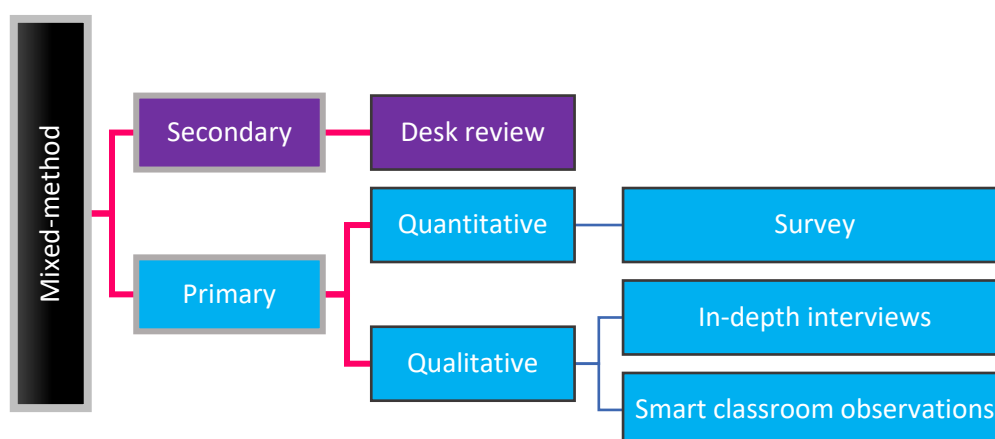 Mixed-method
Secondary
Desk review
Primary
Quantitative
Survey
Qualitative
In-depth interviews
Smart classroom observations